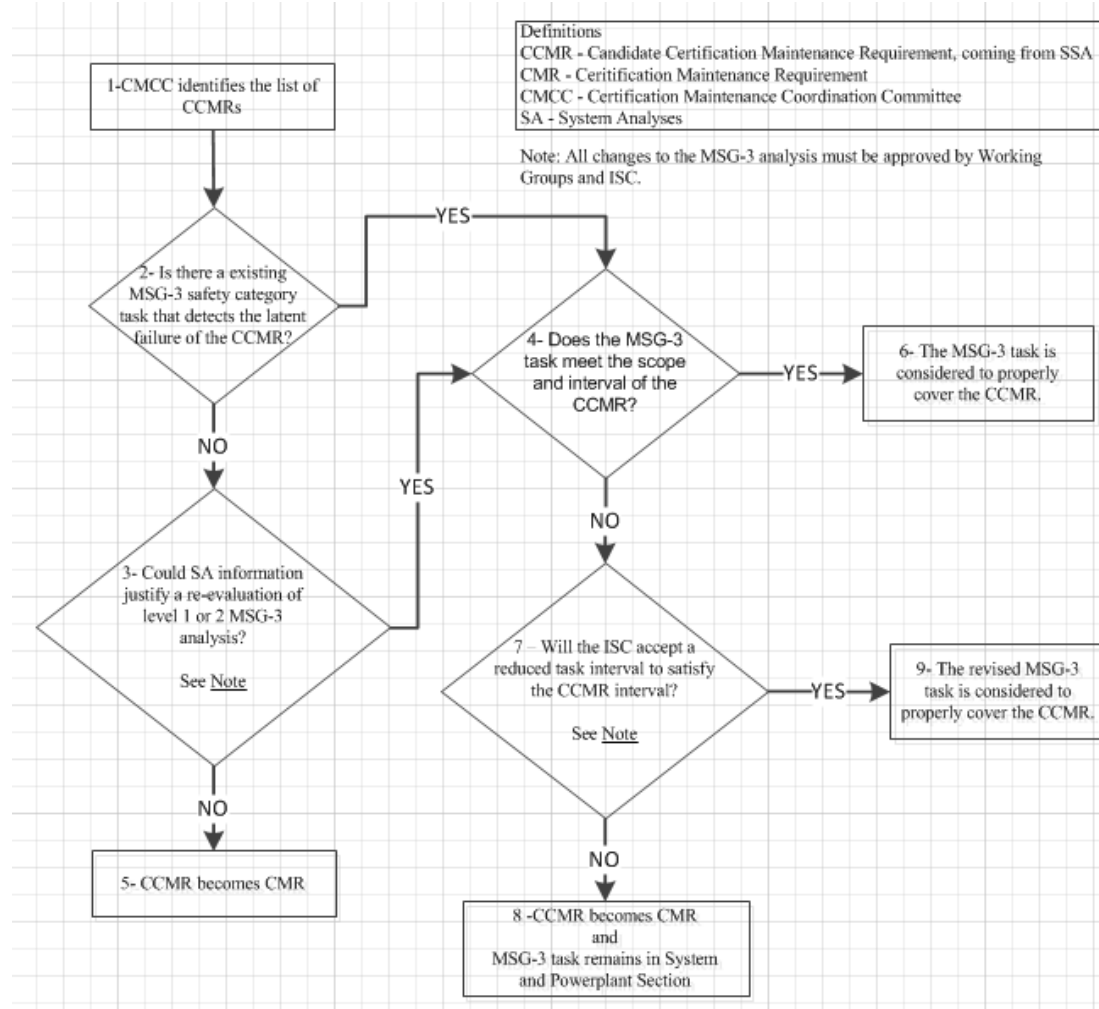 Definitions
CCMR - Candidate Certification Maintenance Requirement, coming from SSA
CMR - Ceritification Maintenance Requirement
CMCC - Certification Maintenance Coordination Committee
SA - System Analyses
Note: All changes to the MSG-3 analysis must be approved by Working
Groups and ISC.
1-CMCC identifies the list of
CCMRs
YES
2- Is there a existing
MSG-3 safety category
task that detects the latent
failure of the CCMR?
4- Does the MSG-3
task meet the scope
and interval of the
CCMR?
YES
6- The MSG-3 task is
considered to properly
cover the CCMR.
NO
YES
NO
3- Could SA information
justify a re-evaluation of
level 1 or 2 MSG-3
analysis?
See Note
7 – Will the ISC accept a
reduced task interval to satisfy
the CCMR interval?
See Note
YES
9- The revised MSG-3
task is considered to
properly cover the CCMR.
NO
5- CCMR becomes CMR
NO
8 -CCMR becomes CMR
and
MSG-3 task remains in System
and Powerplant Section